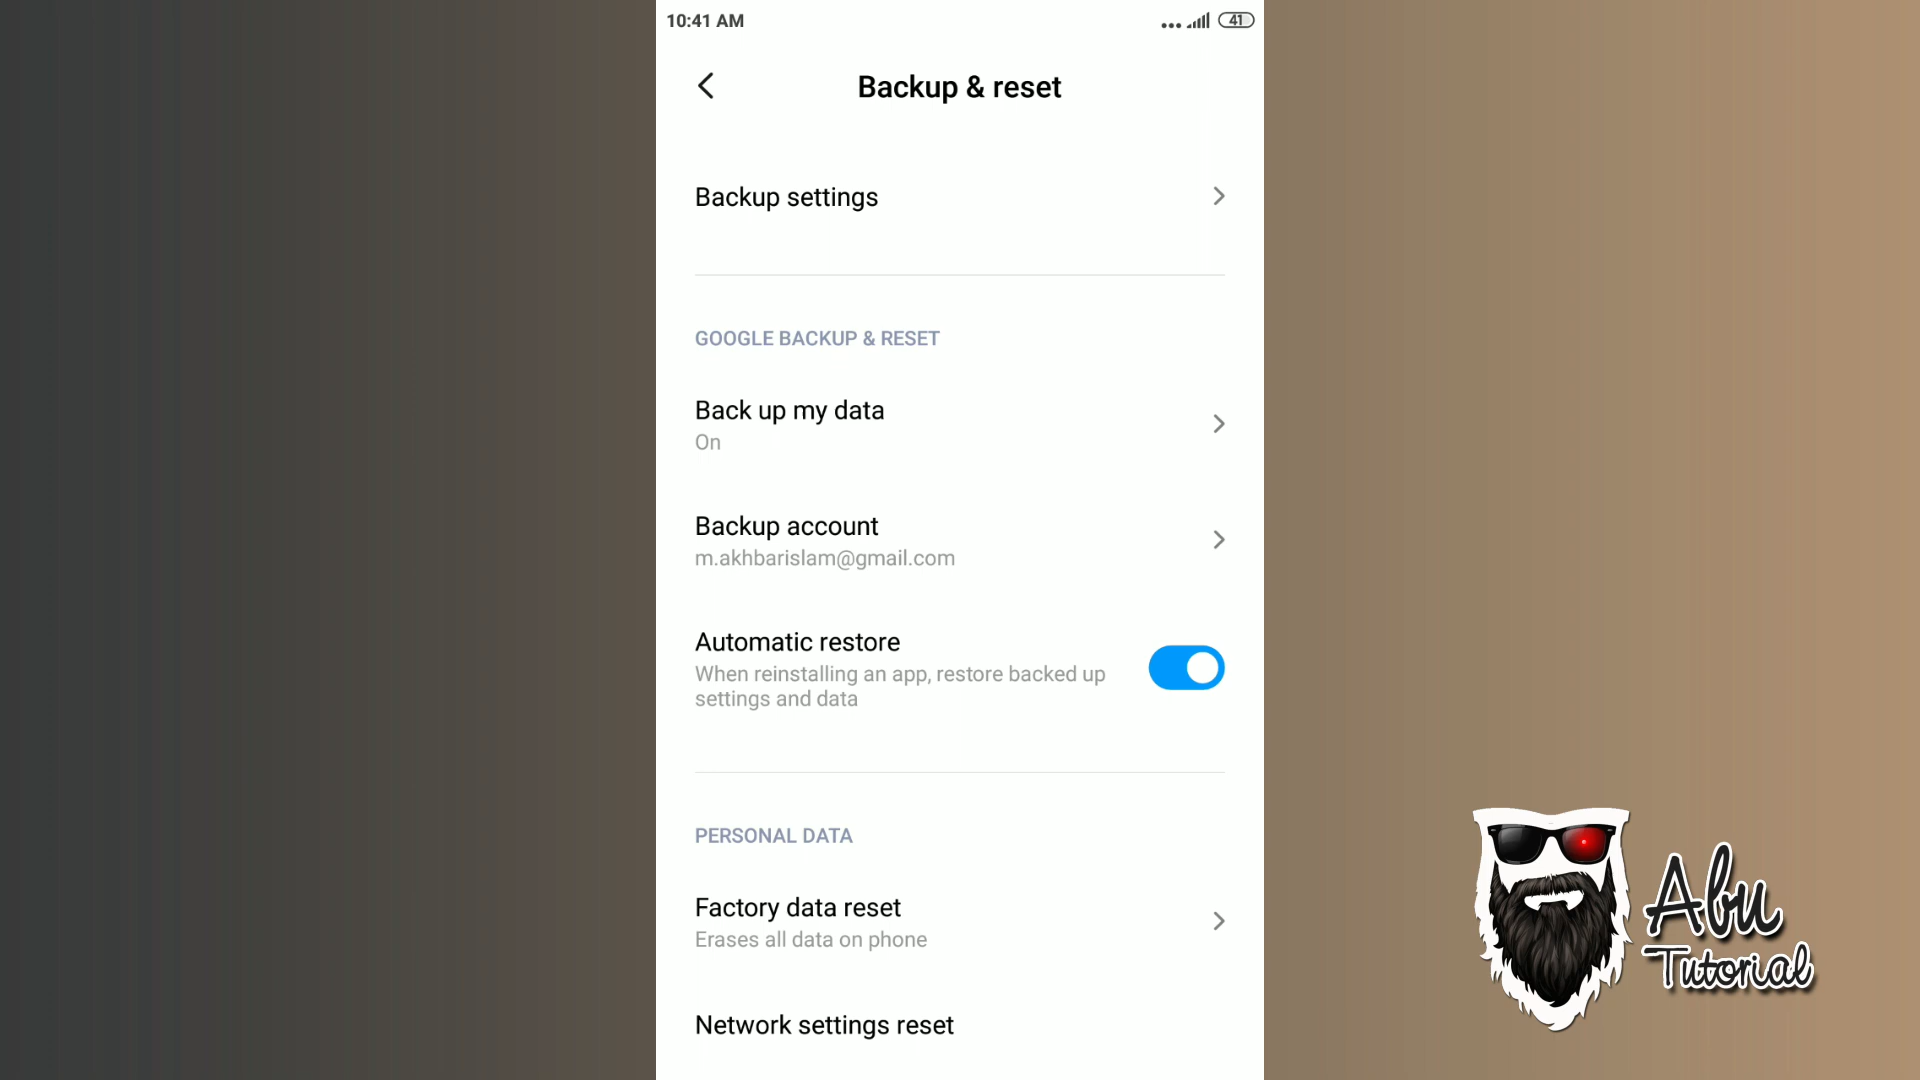 10:41 AM
41
Backup & reset
Backup settings
GOOGLE BACKUP & RESET
Back up my data
On
Backup account
m.akhbarislam@gmail.com
Automatic restore
When reinstalling an app, restore backed up
settings and data
PERSONAL DATA
Factory data reset
Erases all data on phone
Network settings reset
Abu
Tutorial